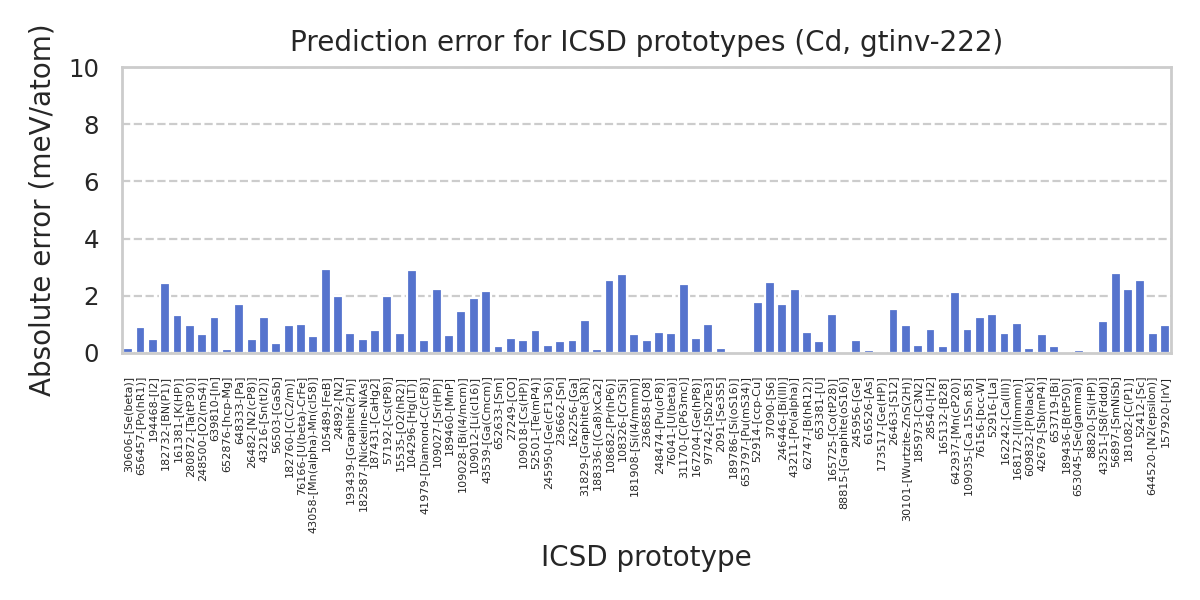 Prediction error for ICSD prototypes (Cd, gtinv-222)
Absolute error (meV/atom)
10
8
6
4
2
0
30606-[Se(beta)]
656457-[Po(hR1)]
194468-[I2]
182732-[BN(P1)]
161381-[K(HP)]
280872-[Ta(tP30)]
248500-[O2(mS4)]
639810-[In]
652876-[hcp-Mg]
649833-[Pa]
26482-[N2(cP8)]
43216-[Sn(tI2)]
56503-[GaSb]
182760-[C(C2/m)]
76166-[U(beta)-CrFe]
43058-[Mn(alpha)-Mn(cI58)]
105489-[FeB]
24892-[N2]
193439-[Graphite(2H)]
182587-[Nickeline-NiAs]
187431-[CaHg2]
57192-[Cs(tP8)]
15535-[O2(hR2)]
104296-[Hg(LT)]
41979-[Diamond-C(cF8)]
109027-[Sr(HP)]
189460-[MnP]
109028-[Bi(I4/mcm)]
109012-[Li(cI16)]
43539-[Ga(Cmcm)]
652633-[Sm]
236662-[Sn]
27249-[CO]
109018-[Cs(HP)]
52501-[Te(mP4)]
245950-[Ge(cF136)]
162256-[Ga]
31829-[Graphite(3R)]
188336-[(Ca8)xCa2]
108682-[Pr(hP6)]
108326-[Cr3Si]
181908-[Si(I4/mmm)]
236858-[O8]
248474-[Pu(oF8)]
76041-[U(beta)]
31170-[C(P63mc)]
167204-[Ge(hP8)]
97742-[Sb2Te3]
2091-[Se3S5]
189786-[Si(oS16)]
653797-[Pu(mS34)]
52914-[ccp-Cu]
37090-[S6]
246446-[Bi(III)]
43211-[Po(alpha)]
62747-[B(hR12)]
653381-[U]
165725-[Co(tP28)]
88815-[Graphite(oS16)]
245956-[Ge]
616526-[As]
173517-[Ge(HP)]
26463-[S12]
30101-[Wurtzite-ZnS(2H)]
185973-[C3N2]
28540-[H2]
165132-[B28]
642937-[Mn(cP20)]
109035-[Ca.15Sn.85]
76156-[bcc-W]
52916-[La]
162242-[Ca(III)]
168172-[I(Immm)]
609832-[P(black)]
42679-[Sb(mP4)]
653719-[Bi]
189436-[B(tP50)]
653045-[Se(gamma)]
88820-[Si(HP)]
43251-[S8(Fddd)]
56897-[SmNiSb]
181082-[C(P1)]
52412-[Sc]
644520-[N2(epsilon)]
157920-[IrV]
ICSD prototype